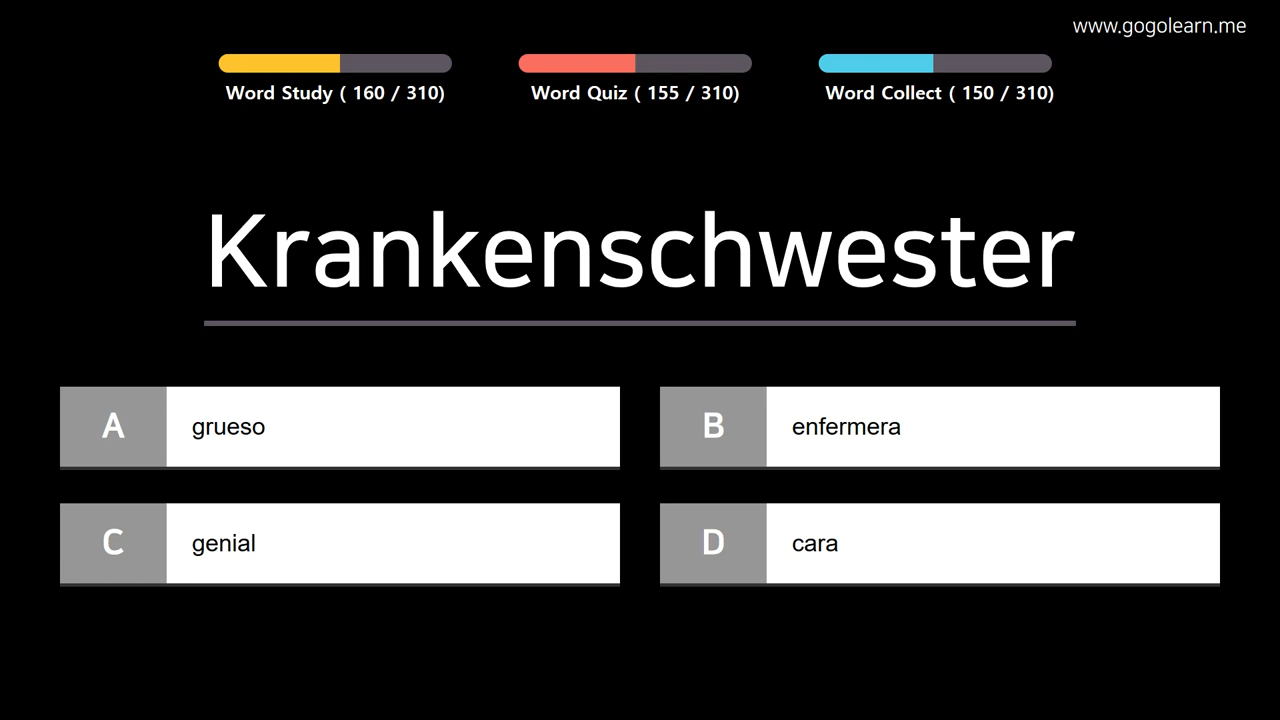 www.gogolearn.me
Word Study ( 160 / 310)
Word Quiz ( 155 / 310)
Word Collect ( 150 / 310)
Krankenschwester
A grueso
B enfermera
C genial
D cara